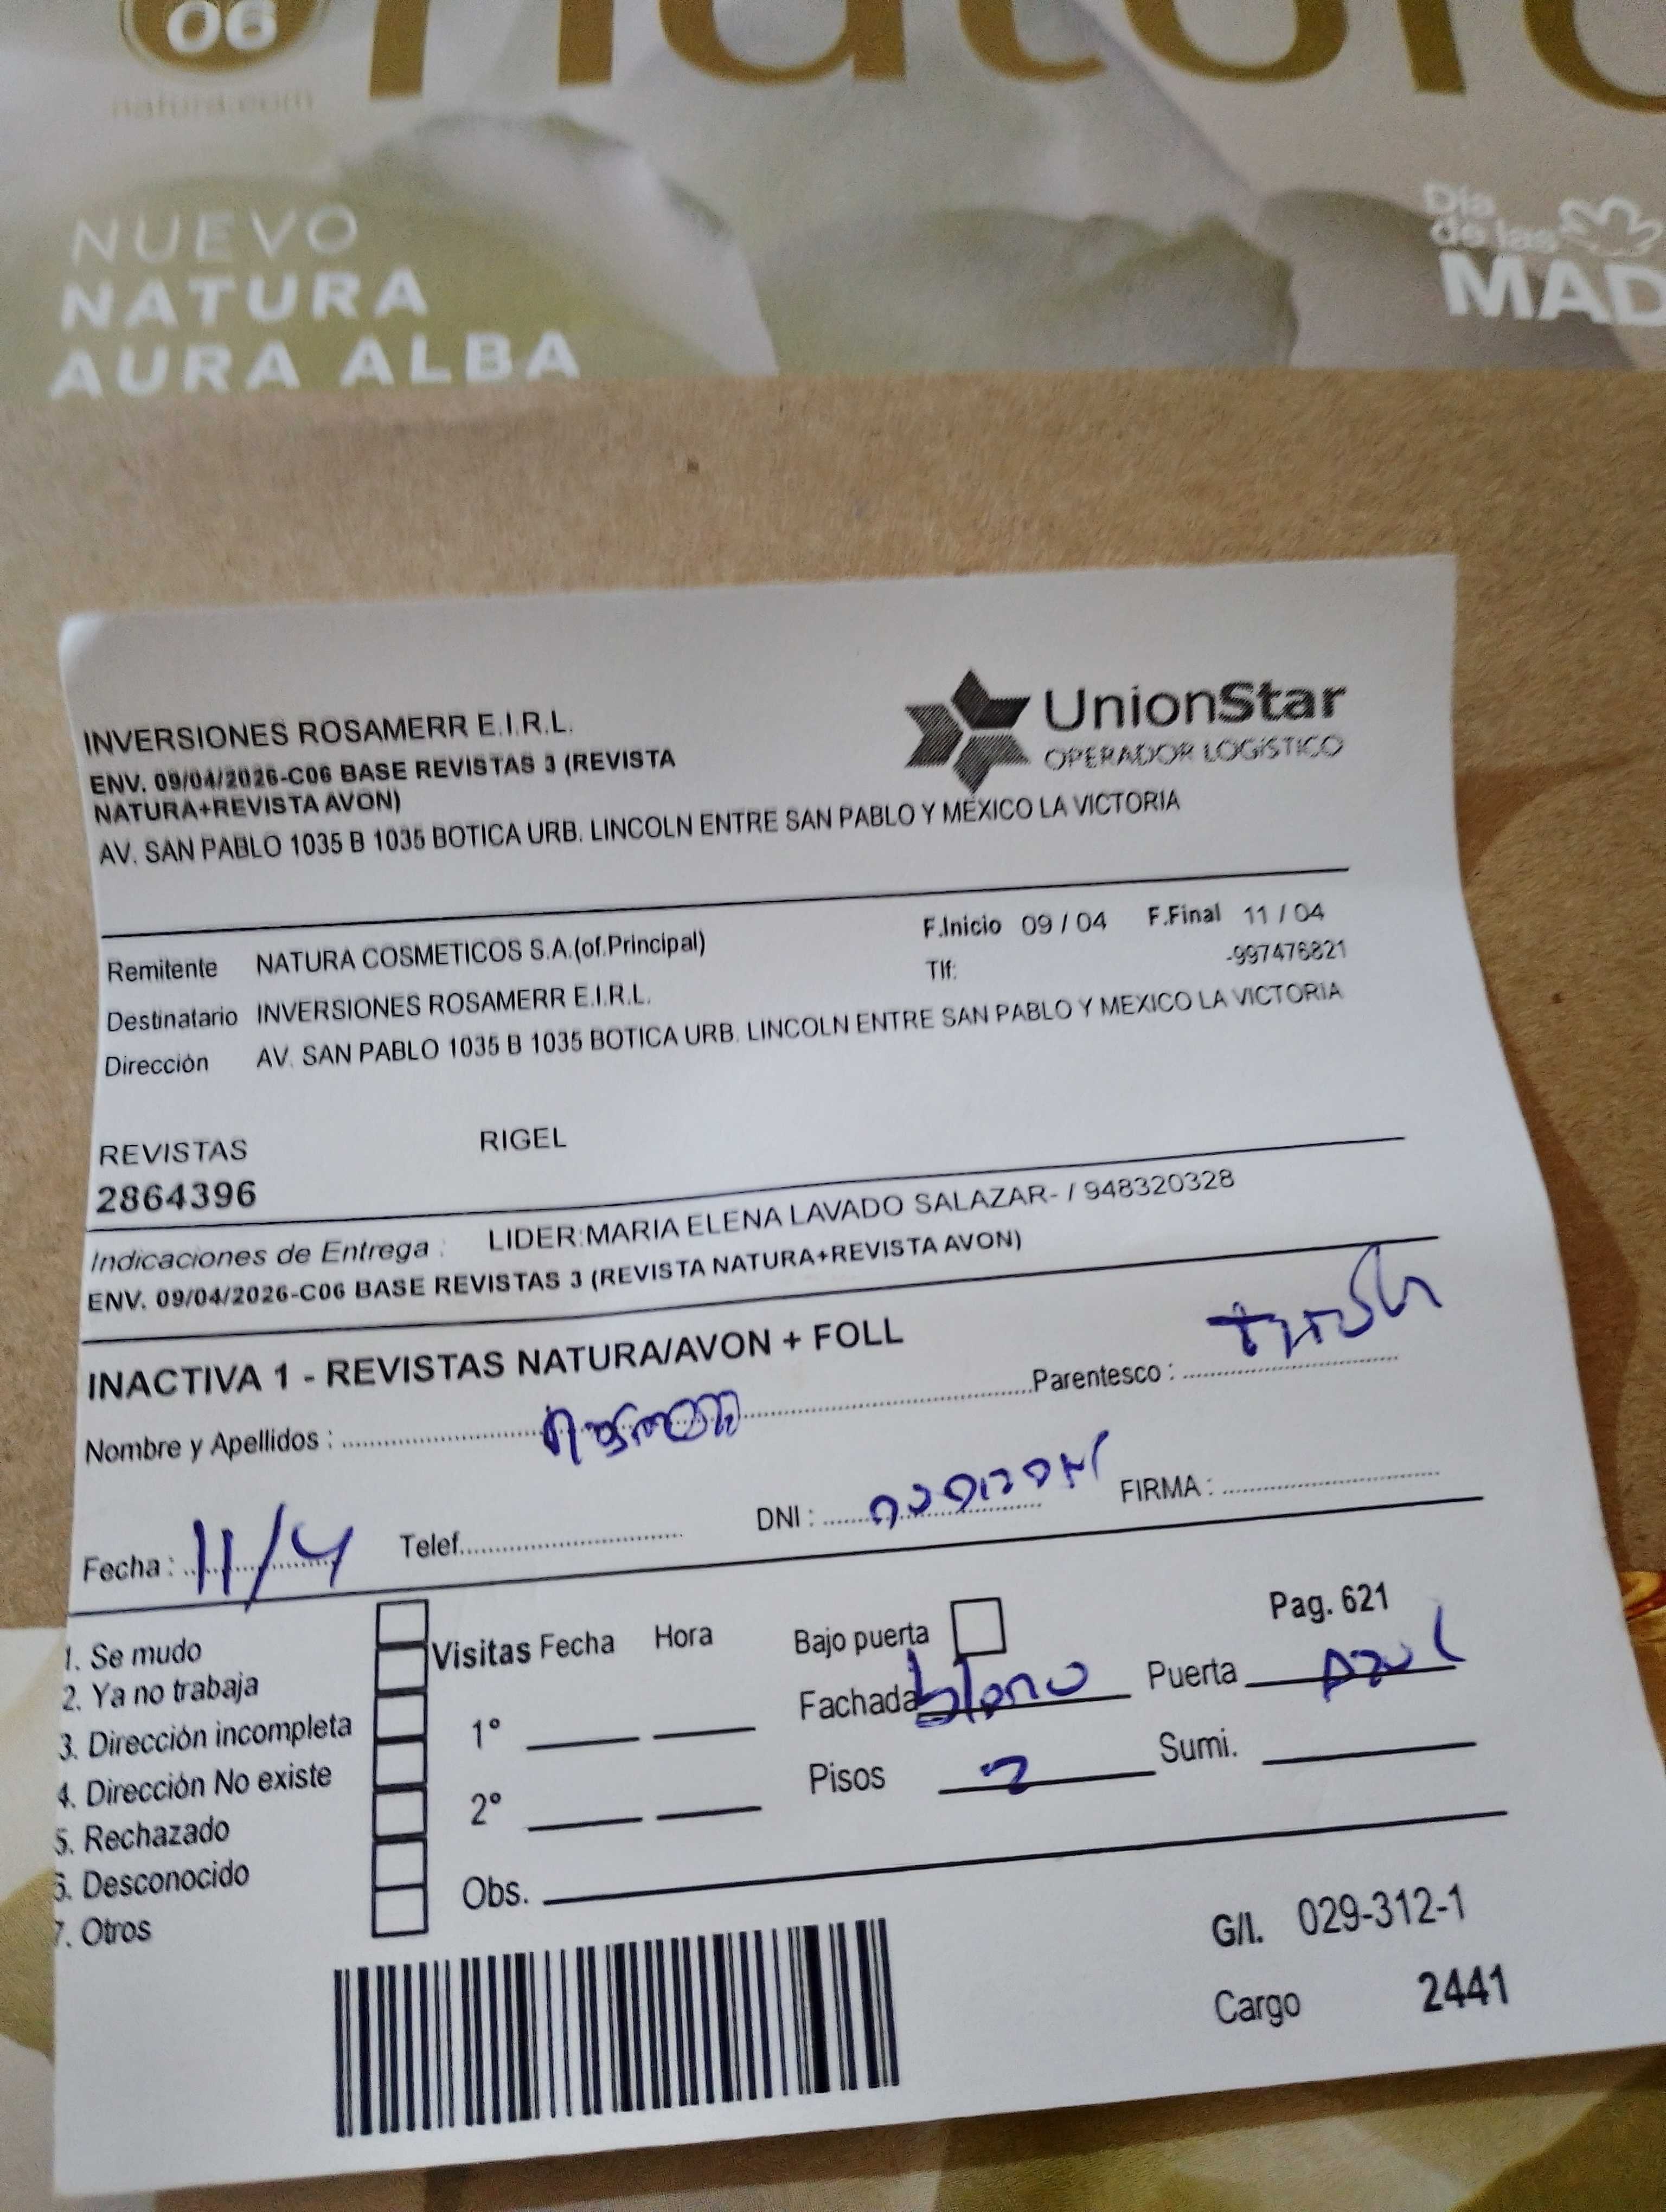 06
natura.com
NUEVO
NATURA
AURA ALBA
Día
de las
INVERSIONES ROSAMERR E.I.R.L.
UnionStar
OPERADOR LOGÍSTICO
ENV. 09/04/2026-C06 BASE REVISTAS 3 (REVISTA
NATURA+REVISTA AVON)
AV. SAN PABLO 1035 B 1035 BOTICA URB. LINCOLN ENTRE SAN PABLO Y MEXICO LA VICTORIA
F.Inicio 09 / 04 F.Final 11 / 04
Remitente NATURA COSMETICOS S.A.(of.Principal)
Tlf: -997476821
Destinatario INVERSIONES ROSAMERR E.I.R.L.
Dirección AV. SAN PABLO 1035 B 1035 BOTICA URB. LINCOLN ENTRE SAN PABLO Y MEXICO LA VICTORIA
REVISTAS RIGEL
2864396
Indicaciones de Entrega : LIDER:MARIA ELENA LAVADO SALAZAR- / 948320328
ENV. 09/04/2026-C06 BASE REVISTAS 3 (REVISTA NATURA+REVISTA AVON)
INACTIVA 1 - REVISTAS NATURA/AVON + FOLL
Nombre y Apellidos : Parentesco :
Fecha : 11/4 Telef. DNI : FIRMA :
1. Se mudo
2. Ya no trabaja
3. Dirección incompleta
4. Dirección No existe
5. Rechazado
6. Desconocido
7. Otros
Visitas Fecha Hora
1°
2°
Obs.
Bajo puerta
Pag. 621
Fachada blanco Puerta Azul
Pisos 2 Sumi.
G/I. 029-312-1
Cargo 2441